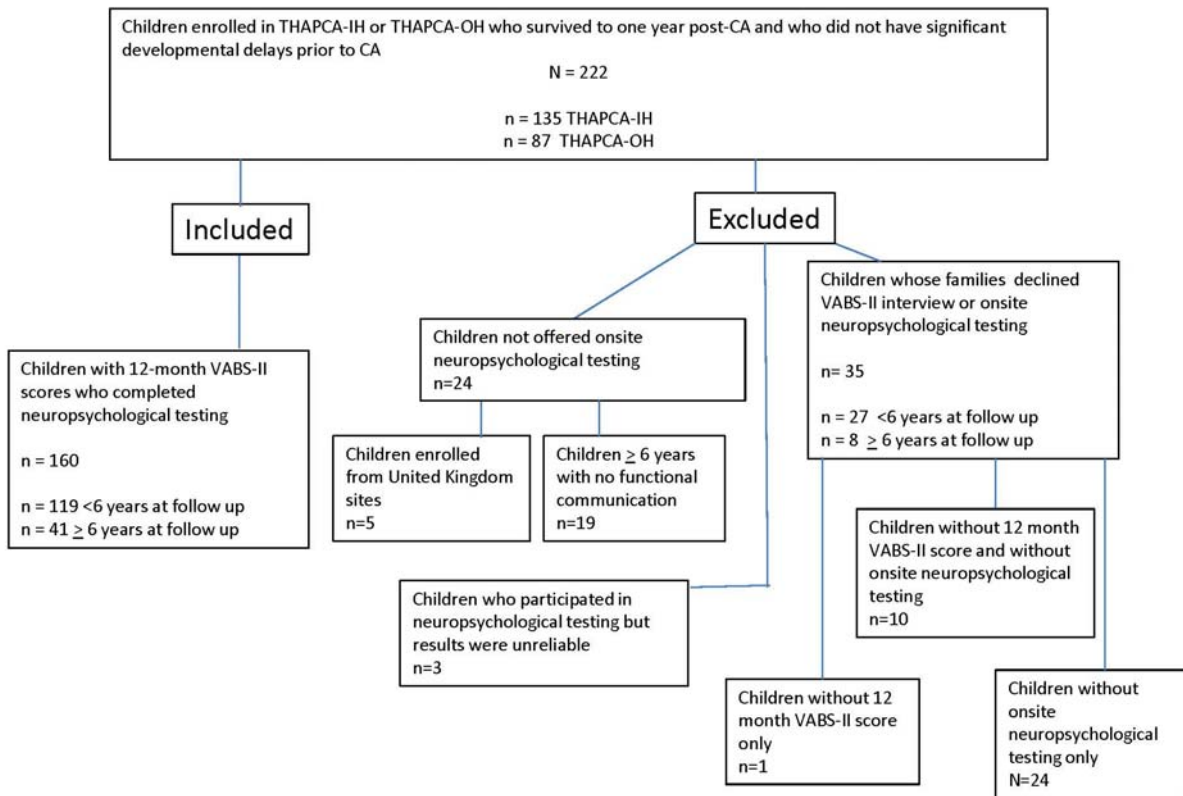 Children enrolled in THAPCA-IH or THAPCA-OH who survived to one year post-CA and who did not have significant
developmental delays prior to CA
N = 222
n = 135 THAPCA-IH
n = 87 THAPCA-OH
Included
Excluded
Children with 12-month VABS-II
scores who completed
neuropsychological testing
n = 160
n = 119 <6 years at follow up
n = 41 ≥ 6 years at follow up
Children not offered onsite
neuropsychological testing
n=24
Children enrolled
from United Kingdom
sites
n=5
Children ≥ 6 years
with no functional
communication
n=19
Children who participated in
neuropsychological testing but
results were unreliable
n=3
Children whose families declined
VABS-II interview or onsite
neuropsychological testing
n= 35
n = 27 <6 years at follow up
n = 8 ≥ 6 years at follow up
Children without 12 month
VABS-II score and without
onsite neuropsychological
testing
n=10
Children without 12
month VABS-II score
only
n=1
Children without
onsite
neuropsychological
testing only
N=24